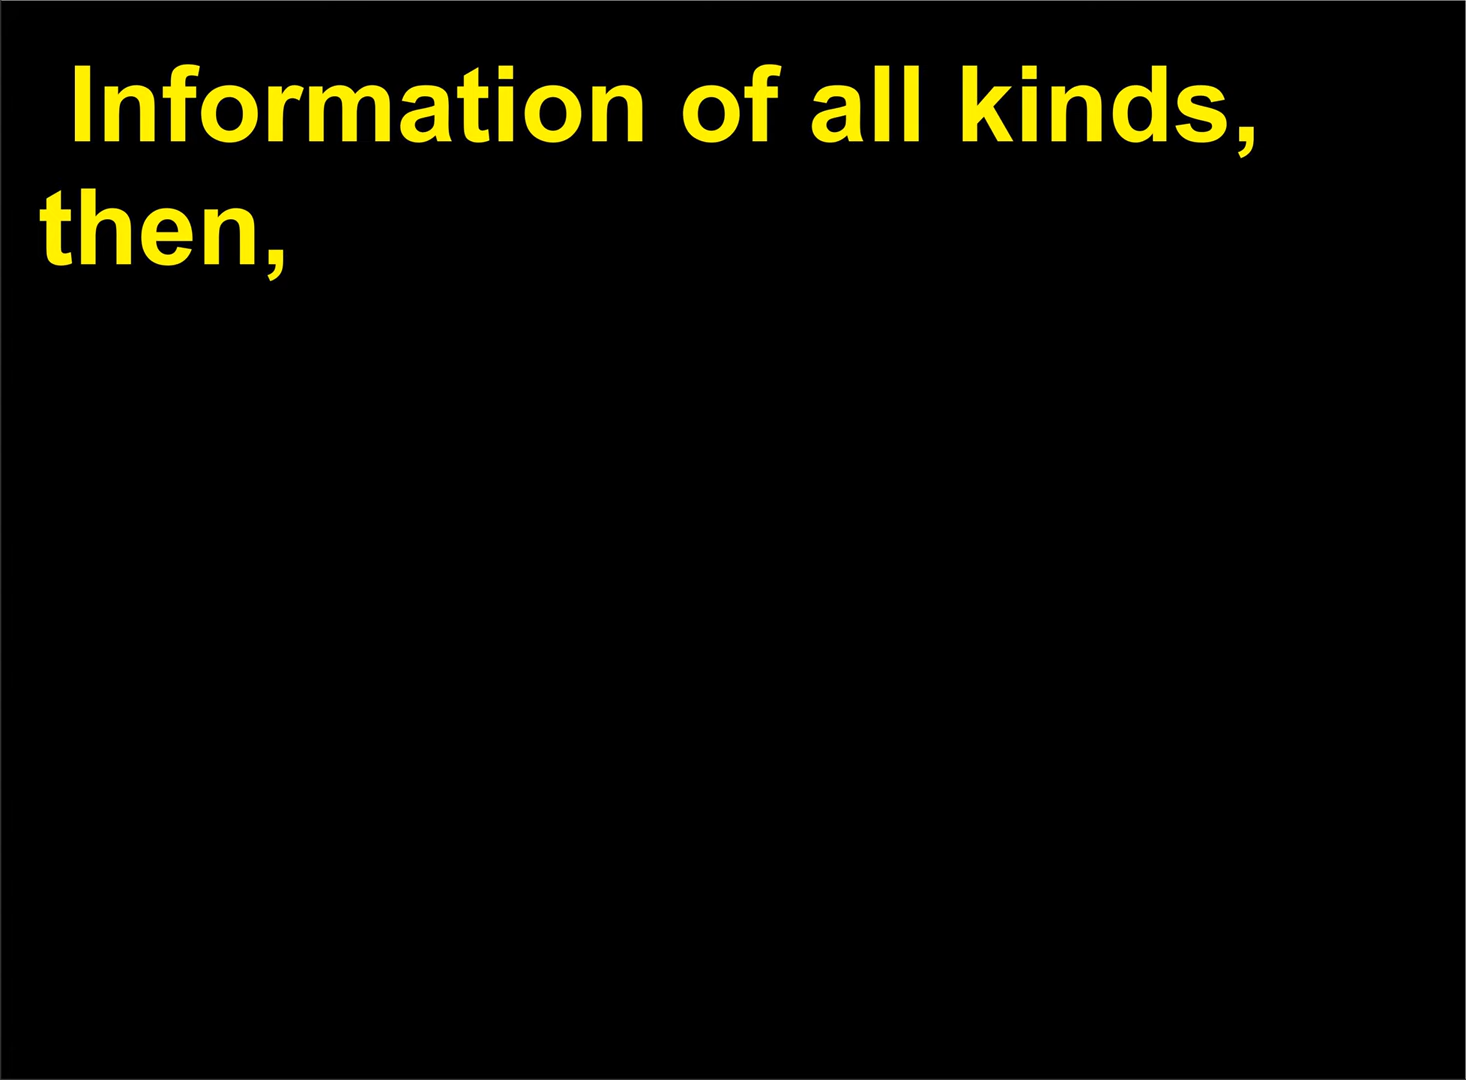 Information of all kinds,
then,